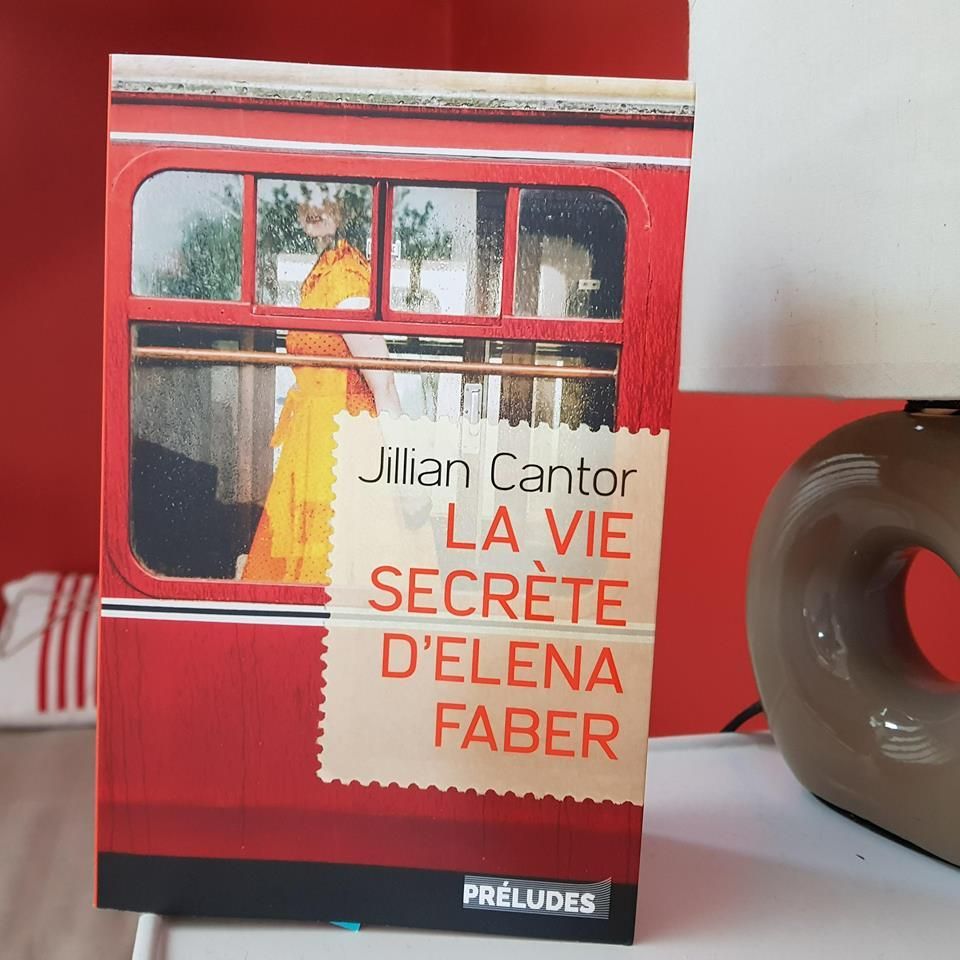 Jillian Cantor
LA VIE
SECRÈTE
D'ELENA
FABER
PRÉLUDES